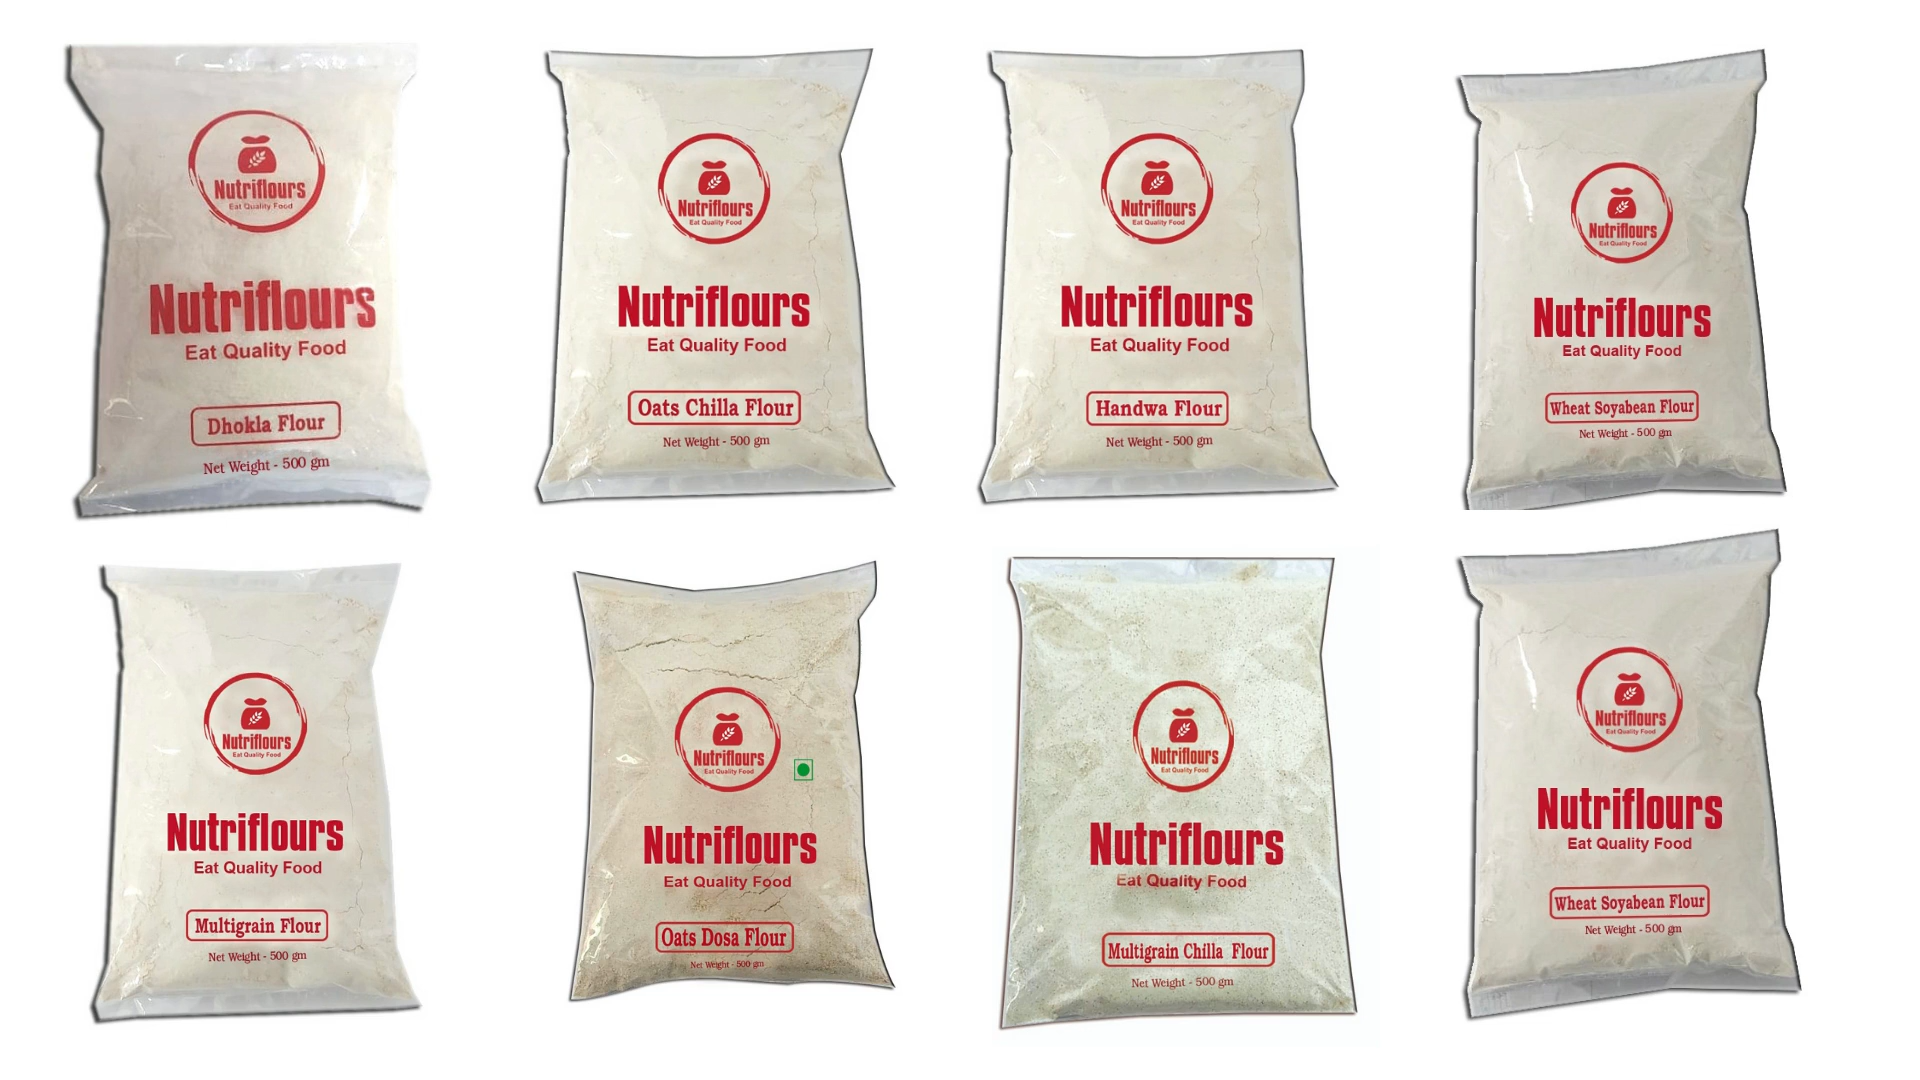 Nutriflours
Eat Quality Food
Nutriflours
Eat Quality Food
Dhokla Flour
Net Weight - 500 gm
Nutriflours
Eat Quality Food
Nutriflours
Eat Quality Food
Oats Chilla Flour
Net Weight - 500 gm
Nutriflours
Eat Quality Food
Nutriflours
Eat Quality Food
Handwa Flour
Net Weight - 500 gm
Nutriflours
Eat Quality Food
Nutriflours
Eat Quality Food
Wheat Soyabean Flour
Net Weight - 500 gm
Nutriflours
Eat Quality Food
Nutriflours
Eat Quality Food
Multigrain Flour
Net Weight - 500 gm
Nutriflours
Eat Quality Food
Nutriflours
Eat Quality Food
Oats Dosa Flour
Net Weight - 500 gm
Nutriflours
Eat Quality Food
Nutriflours
Eat Quality Food
Multigrain Chilla Flour
Net Weight - 500 gm
Nutriflours
Eat Quality Food
Nutriflours
Eat Quality Food
Wheat Soyabean Flour
Net Weight - 500 gm